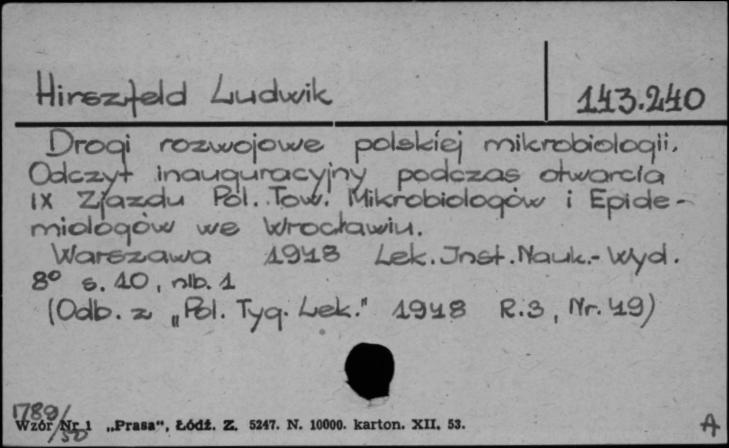 Hirszfeld Ludwik
143.240
Drogi rozwojowe polskiej mikrobiologii.
Odczyt inauguracyjny podczas otwarcia
IX Zjazdu Pol. Tow. Mikrobiologów i Epide-
miologów we Wrocławiu.
Warszawa 1948 Lek. Inst. Nauk.- Wyd.
8° s. 10, nlb. 1
(Odb. z „Pol. Tyg. Lek." 1948 R.3, Nr. 49)
1789/50
Wzór Nr 1 „Prasa", Łódź. Z. 5247. N. 10000. karton. XII. 53.
A